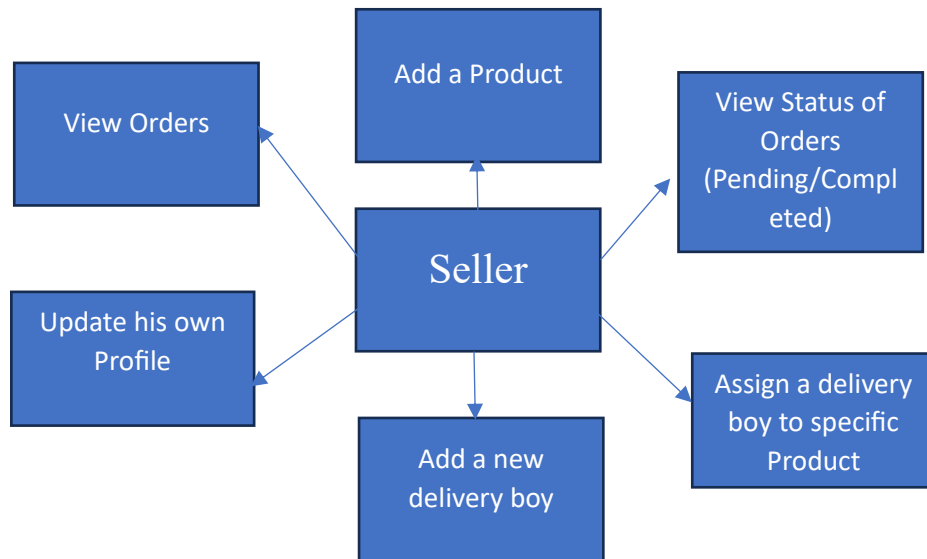 Add a Product
View Orders
View Status of
Orders
(Pending/Compl
eted)
Seller
Update his own
Profile
Assign a delivery
boy to specific
Product
Add a new
delivery boy